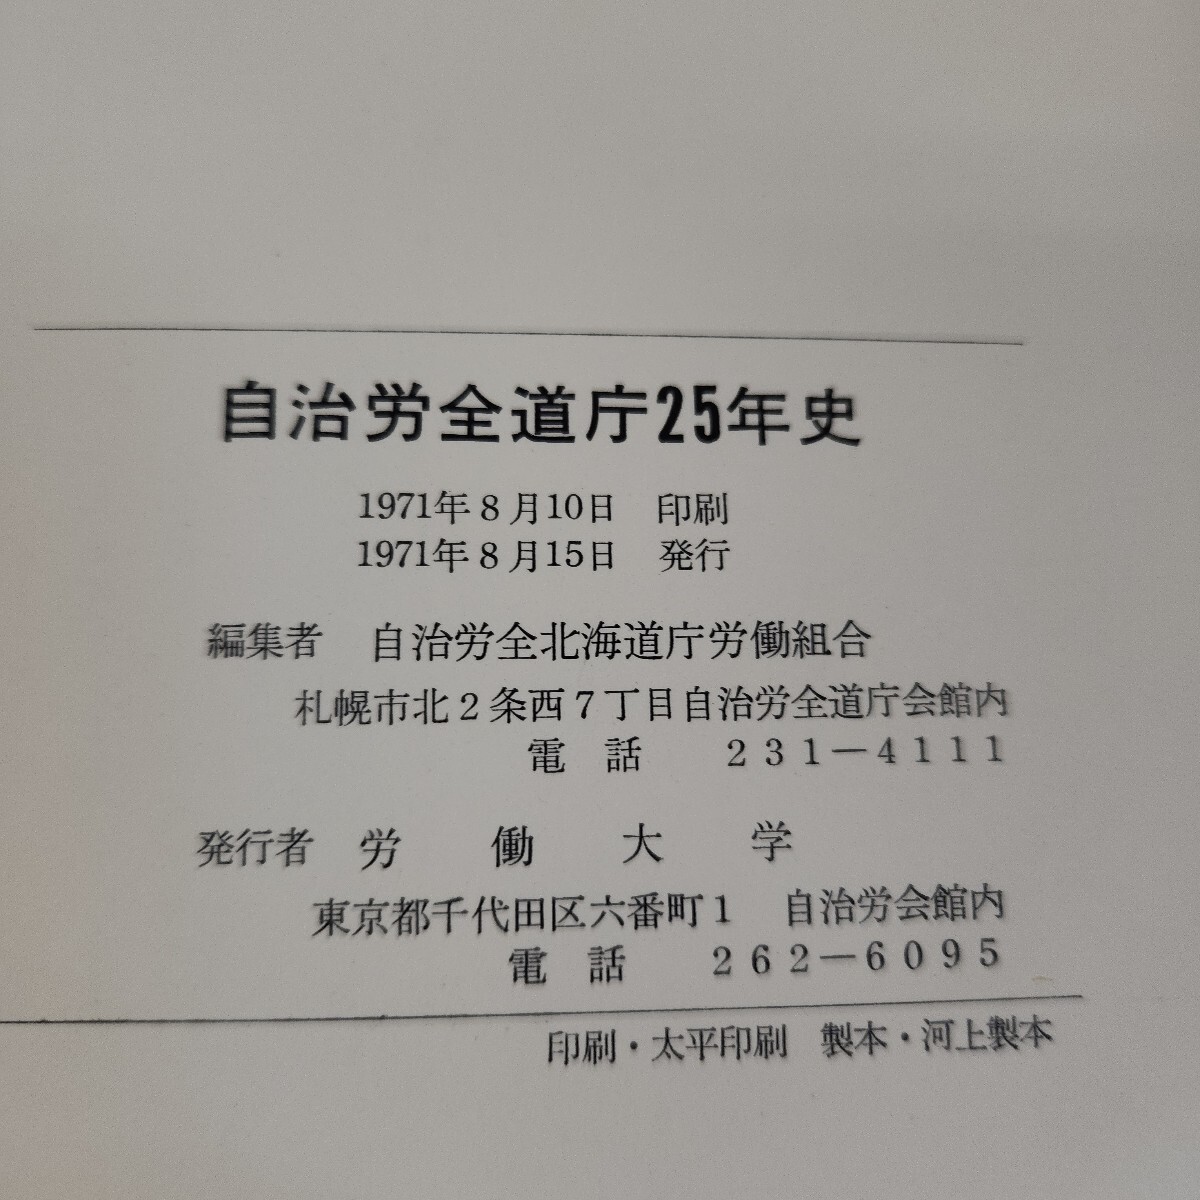 自治労全道庁25年史
1971年8月10日 印刷
1971年8月15日 発行
編集者 自治労全北海道庁労働組合
札幌市北2条西7丁目自治労全道庁会館内
電話 231-4111
発行者 労働大学
東京都千代田区六番町1 自治労会館内
電話 262-6095
印刷・太平印刷 製本・河上製本